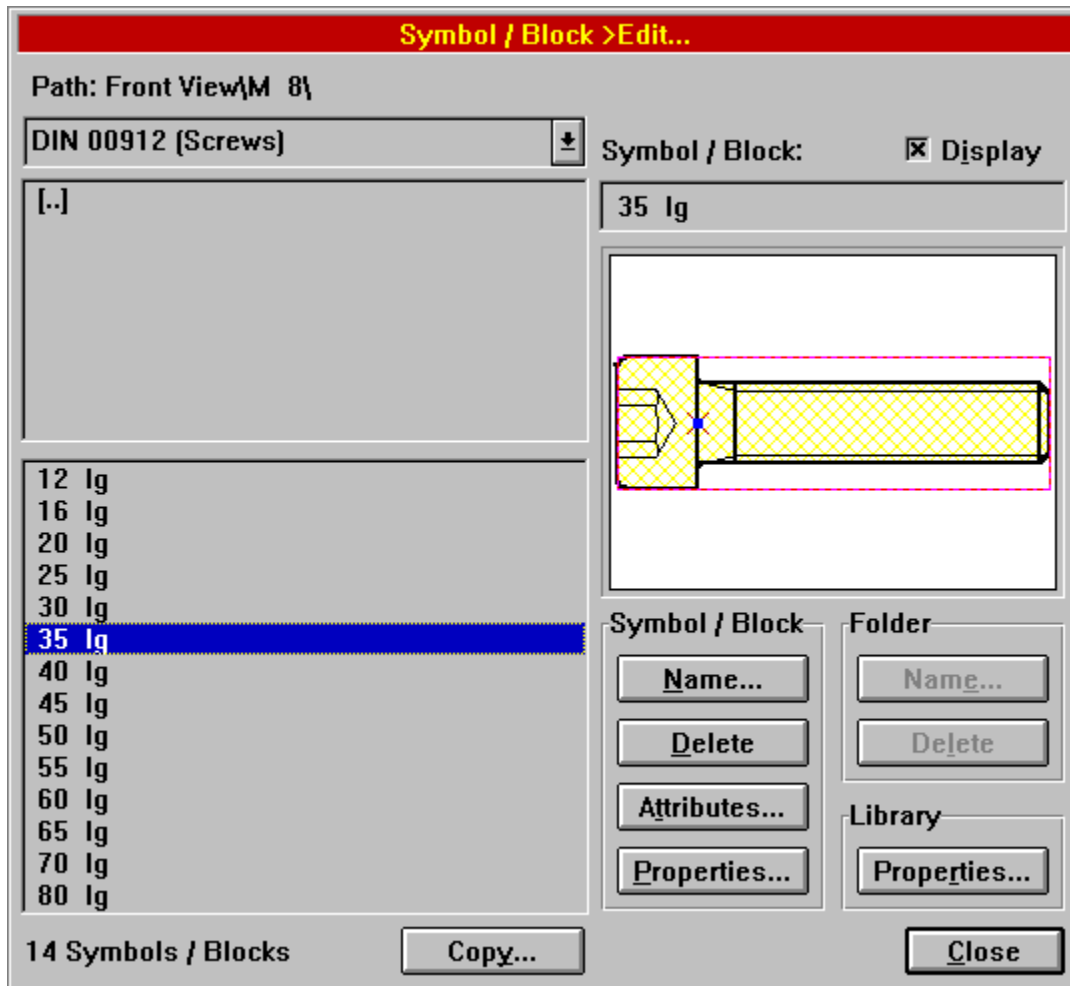 Symbol / Block >Edit...
Path: Front View\M  8\
DIN 00912 (Screws)
[..]
12  lg
16  lg
20  lg
25  lg
30  lg
35  lg
40  lg
45  lg
50  lg
55  lg
60  lg
65  lg
70  lg
80  lg
14 Symbols / Blocks
Copy...
Symbol / Block:
Display
35  lg
Symbol / Block
Name...
Delete
Attributes...
Properties...
Folder
Name...
Delete
Library
Properties...
Close